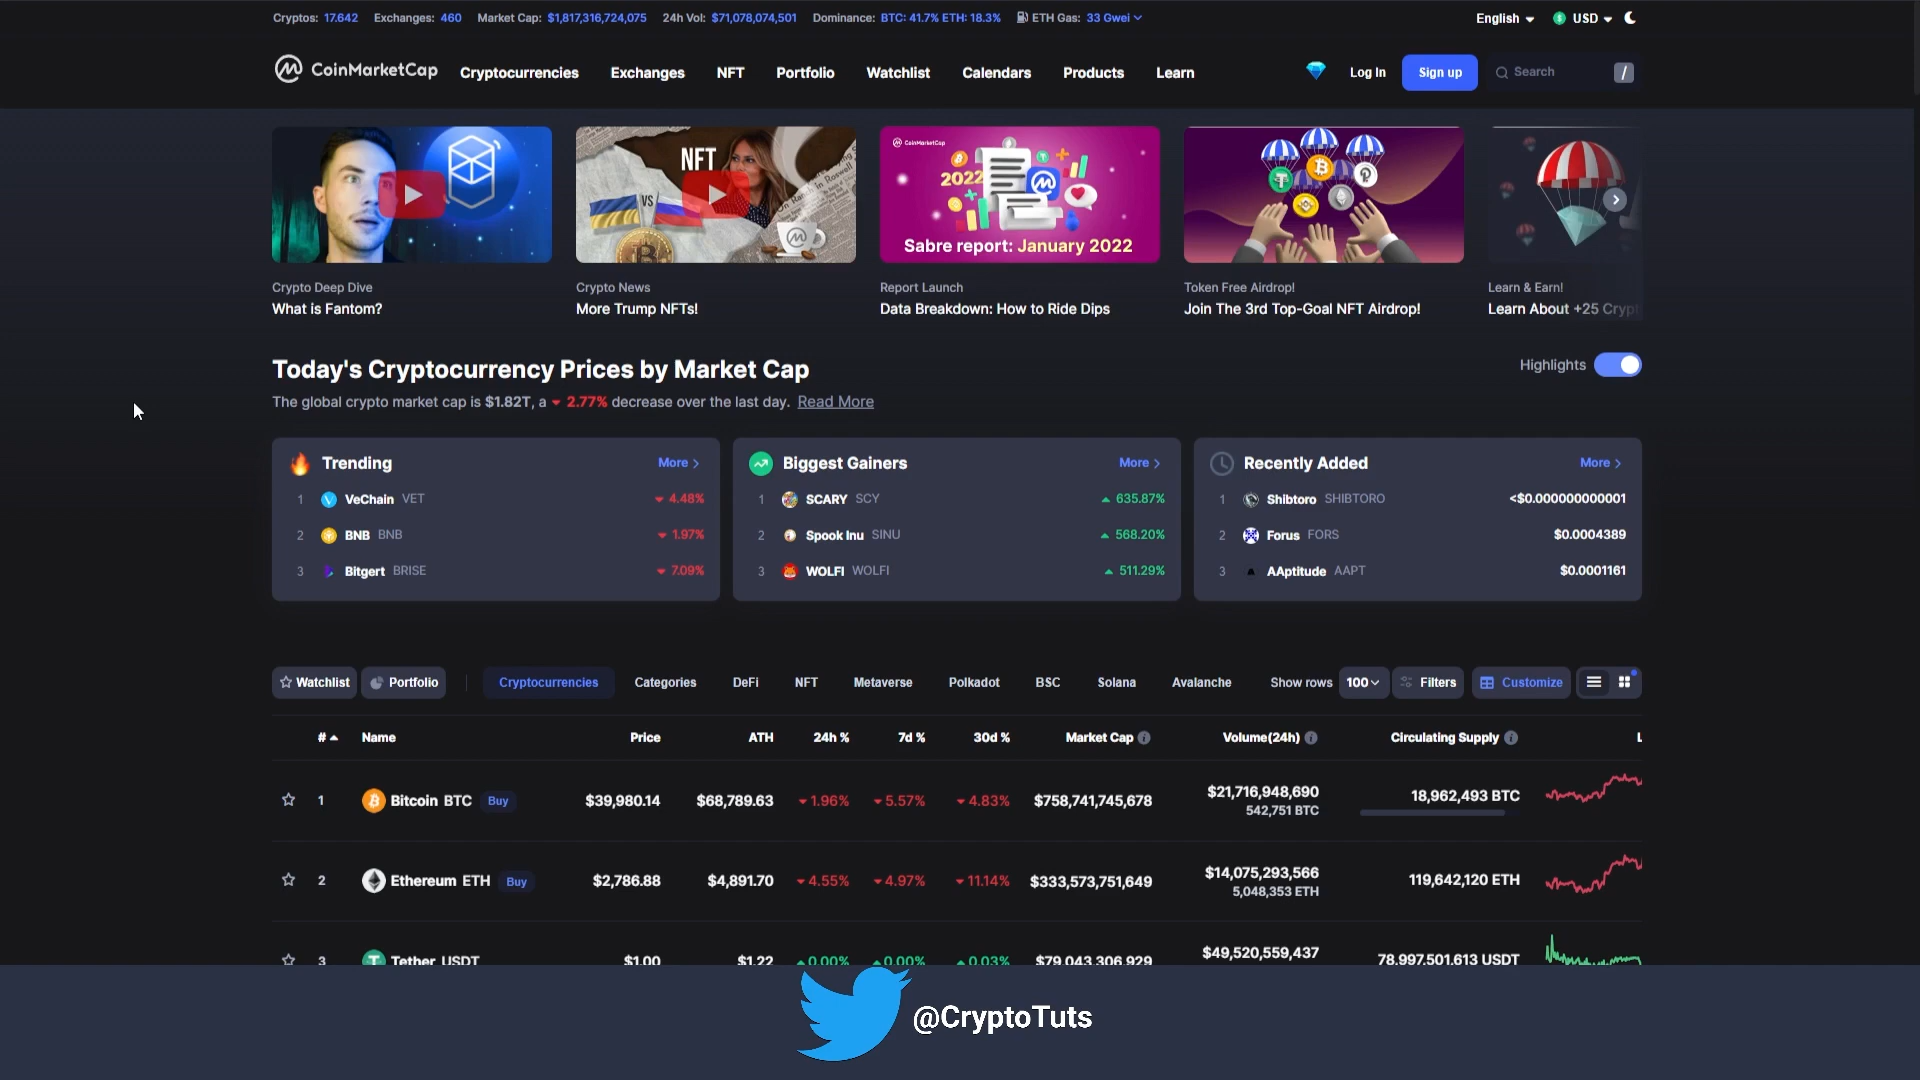 Cryptos: 17.642 Exchanges: 460 Market Cap: $1,817,316,724,075 24h Vol: $71,078,074,501 Dominance: BTC: 41.7% ETH: 18.3% ETH Gas: 33 Gwei English USD
CoinMarketCap Cryptocurrencies Exchanges NFT Portfolio Watchlist Calendars Products Learn Log In Sign up Search /
NFT
VS
CoinMarketCap
2022
Sabre report: January 2022
Crypto Deep Dive
What is Fantom?
Crypto News
More Trump NFTs!
Report Launch
Data Breakdown: How to Ride Dips
Token Free Airdrop!
Join The 3rd Top-Goal NFT Airdrop!
Learn & Earn!
Learn About +25 Crypt
Today's Cryptocurrency Prices by Market Cap
Highlights
The global crypto market cap is $1.82T, a 2.77% decrease over the last day. Read More
Trending More
1 VeChain VET 4.48%
2 BNB BNB 1.97%
3 Bitgert BRISE 7.09%
Biggest Gainers More
1 SCARY SCY 635.87%
2 Spook Inu SINU 568.20%
3 WOLFI WOLFI 511.29%
Recently Added More
1 Shibtoro SHIBTORO <$0.000000000001
2 Forus FORS $0.0004389
3 AAptitude AAPT $0.0001161
Watchlist Portfolio Cryptocurrencies Categories DeFi NFT Metaverse Polkadot BSC Solana Avalanche Show rows 100 Filters Customize
# Name Price ATH 24h % 7d % 30d % Market Cap Volume(24h) Circulating Supply L
1 Bitcoin BTC Buy $39,980.14 $68,789.63 1.96% 5.57% 4.83% $758,741,745,678 $21,716,948,690 18,962,493 BTC
542,751 BTC
2 Ethereum ETH Buy $2,786.88 $4,891.70 4.55% 4.97% 11.14% $333,573,751,649 $14,075,293,566 119,642,120 ETH
5,048,353 ETH
3 Tether USDT $1.00 $1.22 0.00% 0.00% 0.03% $79,043,306,929 $49,520,559,437 78,997,501,613 USDT
@CryptoTuts